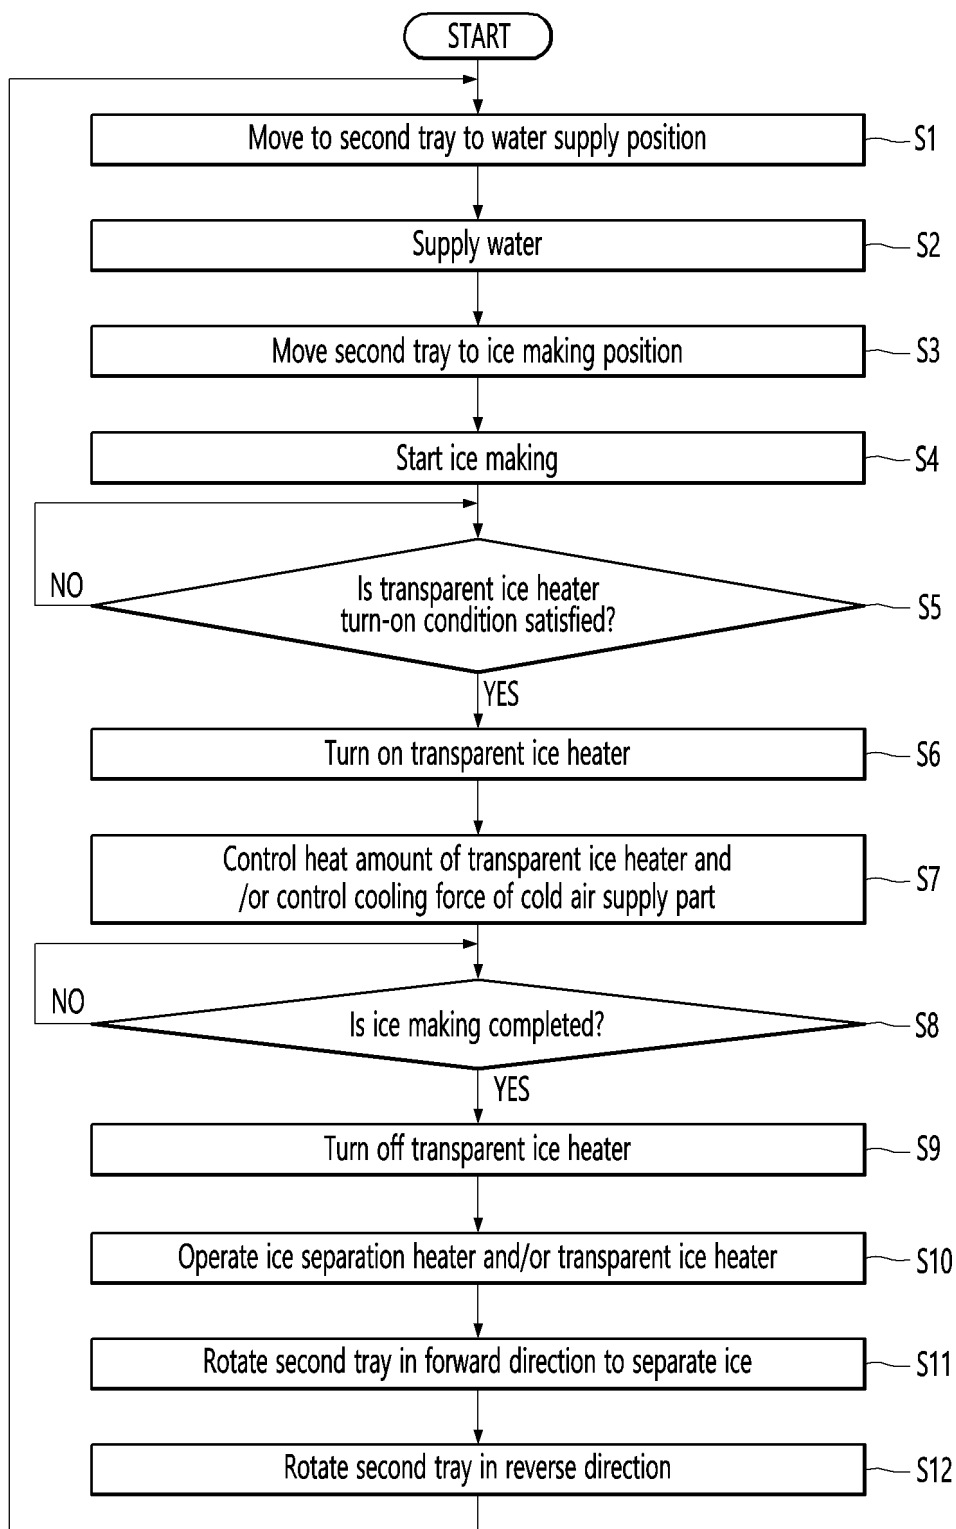 START
Move to second tray to water supply position
S1
Supply water
S2
Move second tray to ice making position
S3
Start ice making
S4
NO
Is transparent ice heater
turn-on condition satisfied?
S5
YES
Turn on transparent ice heater
S6
Control heat amount of transparent ice heater and
/or control cooling force of cold air supply part
S7
NO
Is ice making completed?
S8
YES
Turn off transparent ice heater
S9
Operate ice separation heater and/or transparent ice heater
S10
Rotate second tray in forward direction to separate ice
S11
Rotate second tray in reverse direction
S12